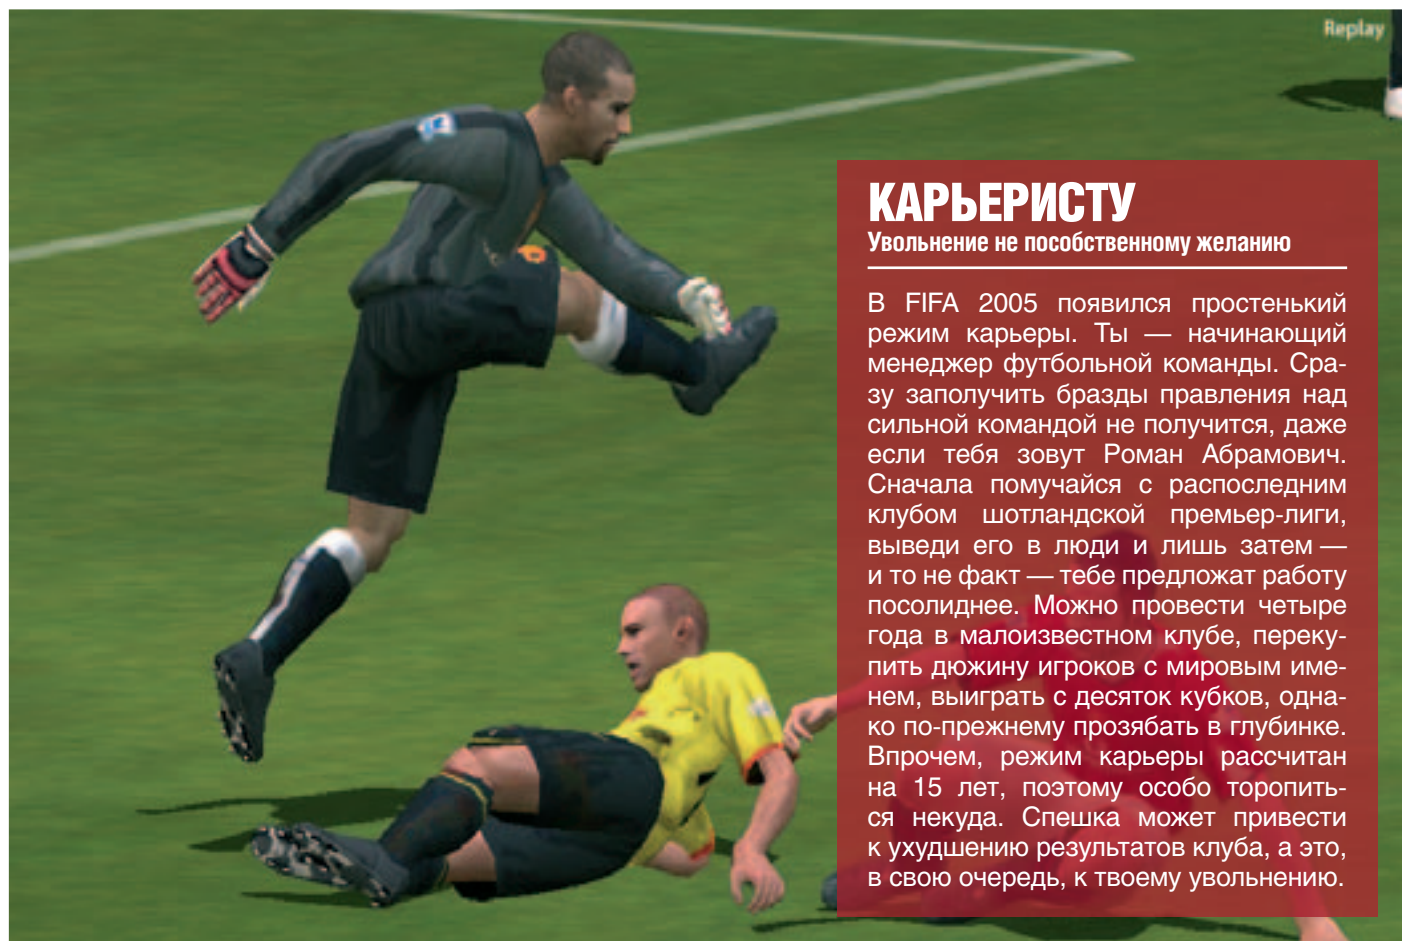 Replay
КАРЬЕРИСТУ
Увольнение не пособственному желанию
В FIFA 2005 появился простенький
режим карьеры. Ты — начинающий
менеджер футбольной команды. Сра-
зу заполучить бразды правления над
сильной командой не получится, даже
если тебя зовут Роман Абрамович.
Сначала помучайся с распоследним
клубом шотландской премьер-лиги,
выведи его в люди и лишь затем —
и то не факт — тебе предложат работу
посолиднее. Можно провести четыре
года в малоизвестном клубе, переку-
пить дюжину игроков с мировым име-
нем, выиграть с десяток кубков, одна-
ко по-прежнему прозябать в глубинке.
Впрочем, режим карьеры рассчитан
на 15 лет, поэтому особо торопить-
ся некуда. Спешка может привести
к ухудшению результатов клуба, а это,
в свою очередь, к твоему увольнению.